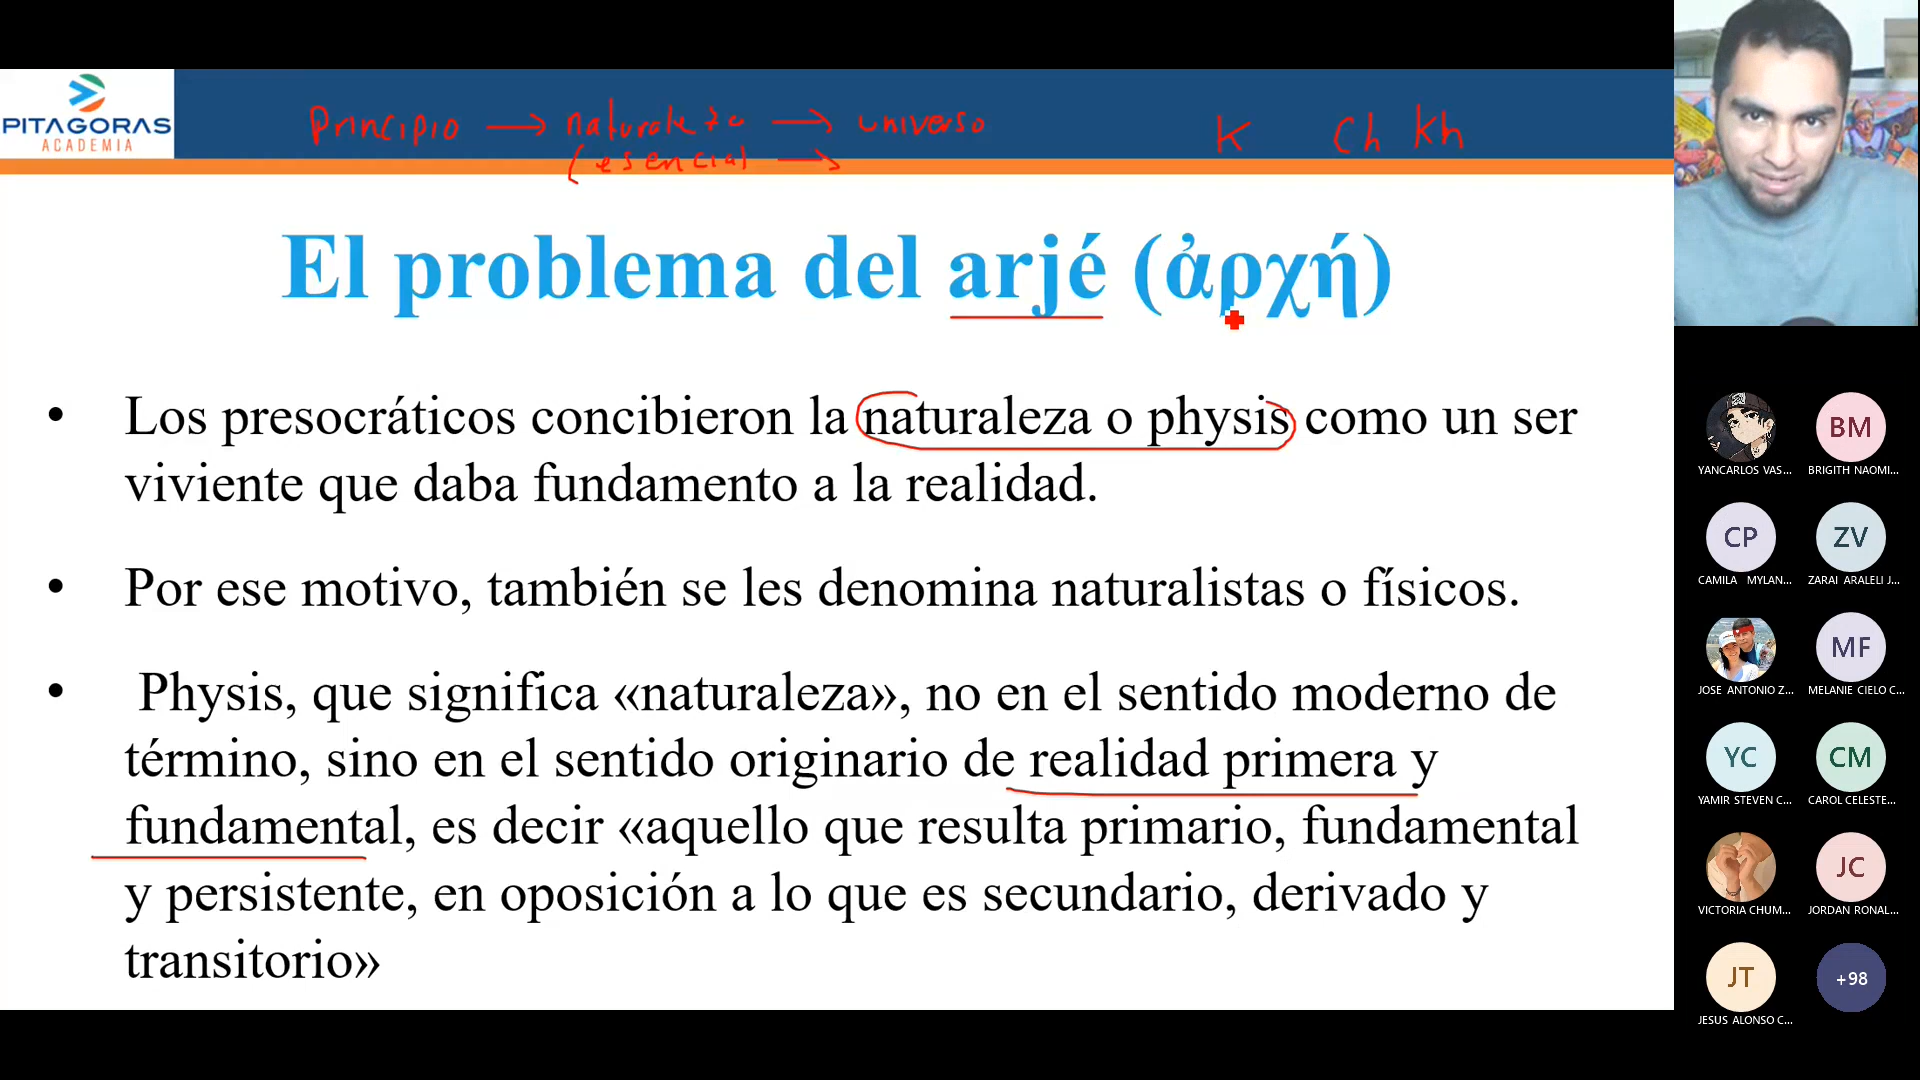 PITAGORAS
ACADEMIA
Principio → naturaleza → universo
(esencial →
K Ch Kh
El problema del arjé (ἀρχή)
• Los presocráticos concibieron la naturaleza o physis como un ser
viviente que daba fundamento a la realidad.
• Por ese motivo, también se les denomina naturalistas o físicos.
• Physis, que significa «naturaleza», no en el sentido moderno de
término, sino en el sentido originario de realidad primera y
fundamental, es decir «aquello que resulta primario, fundamental
y persistente, en oposición a lo que es secundario, derivado y
transitorio»
YANCARLOS VAS...
BM
BRIGITH NAOMI...
CP
CAMILA MYLAN...
ZV
ZARAI ARALELI J...
JOSE ANTONIO Z...
MF
MELANIE CIELO C...
YC
YAMIR STEVEN C...
CM
CAROL CELESTE...
VICTORIA CHUM...
JC
JORDAN RONAL...
JT
JESUS ALONSO C...
+98